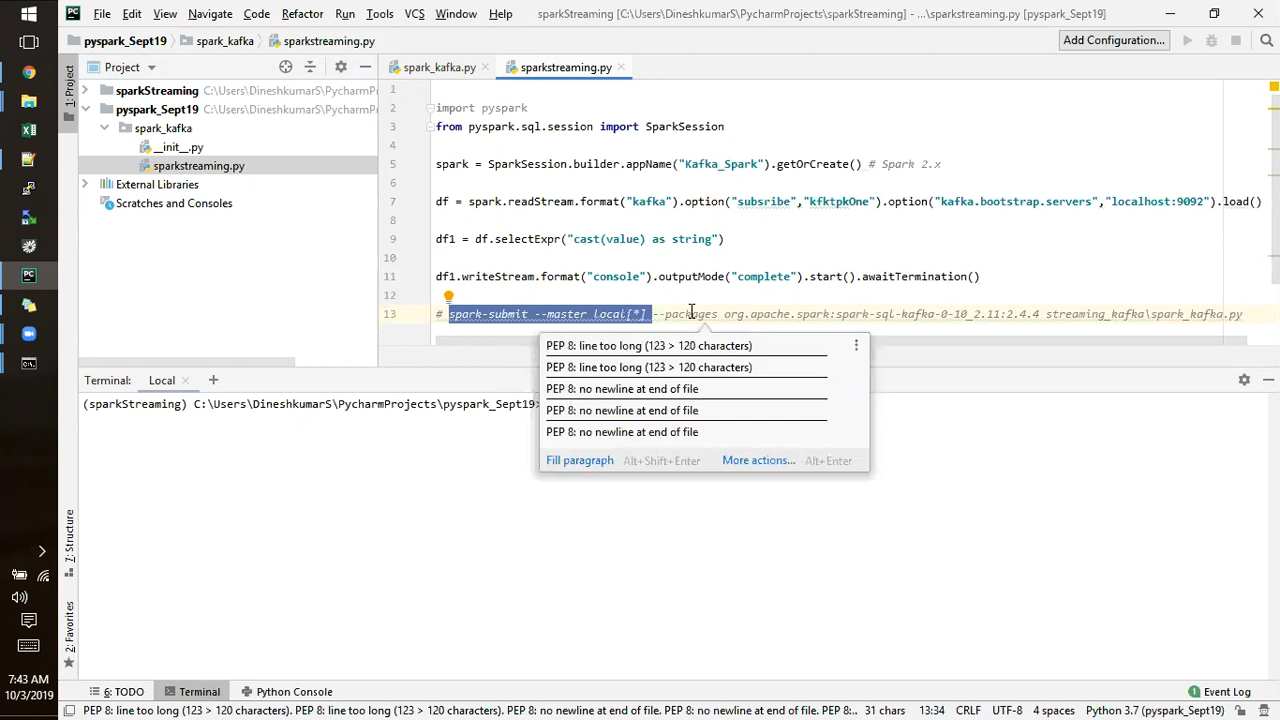 File Edit View Navigate Code Refactor Run Tools VCS Window Help sparkStreaming [C:\Users\DineshkumarS\PycharmProjects\sparkStreaming] - ...\sparkstreaming.py [pyspark_Sept19]
pyspark_Sept19 spark_kafka sparkstreaming.py Add Configuration...
1: Project
Project
spark_kafka.py sparkstreaming.py
sparkStreaming C:\Users\DineshkumarS\PycharmPr
pyspark_Sept19 C:\Users\DineshkumarS\PycharmPr
spark_kafka
__init__.py
sparkstreaming.py
External Libraries
Scratches and Consoles
1
2 import pyspark
3 from pyspark.sql.session import SparkSession
4
5 spark = SparkSession.builder.appName("Kafka_Spark").getOrCreate() # Spark 2.x
6
7 df = spark.readStream.format("kafka").option("subsribe","kfktpkOne").option("kafka.bootstrap.servers","localhost:9092").load()
8
9 df1 = df.selectExpr("cast(value) as string")
10
11 df1.writeStream.format("console").outputMode("complete").start().awaitTermination()
12
13 # spark-submit --master local[*] --packages org.apache.spark:spark-sql-kafka-0-10_2.11:2.4.4 streaming_kafka\spark_kafka.py
PEP 8: line too long (123 > 120 characters)
PEP 8: line too long (123 > 120 characters)
PEP 8: no newline at end of file
PEP 8: no newline at end of file
PEP 8: no newline at end of file
Fill paragraph Alt+Shift+Enter More actions... Alt+Enter
Terminal: Local
(sparkStreaming) C:\Users\DineshkumarS\PycharmProjects\pyspark_Sept19>
7: Structure
2: Favorites
6: TODO Terminal Python Console Event Log
PEP 8: line too long (123 > 120 characters). PEP 8: line too long (123 > 120 characters). PEP 8: no newline at end of file. PEP 8: no newline at end of file. PEP 8:... 31 chars 13:34 CRLF UTF-8 4 spaces Python 3.7 (pyspark_Sept19)
7:43 AM
10/3/2019